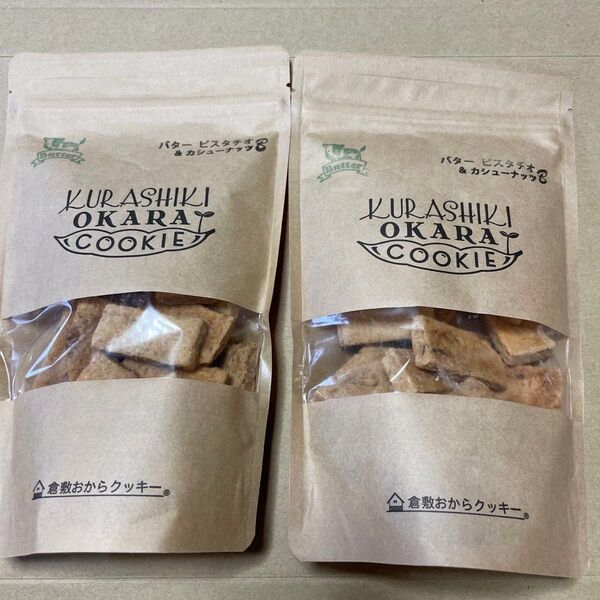 Butter
バター ピスタチオ
& カシューナッツ
KURASHIKI
OKARA
COOKIE
倉敷おからクッキー®
Butter
バター ピスタチオ
& カシューナッツ
KURASHIKI
OKARA
COOKIE
倉敷おからクッキー®